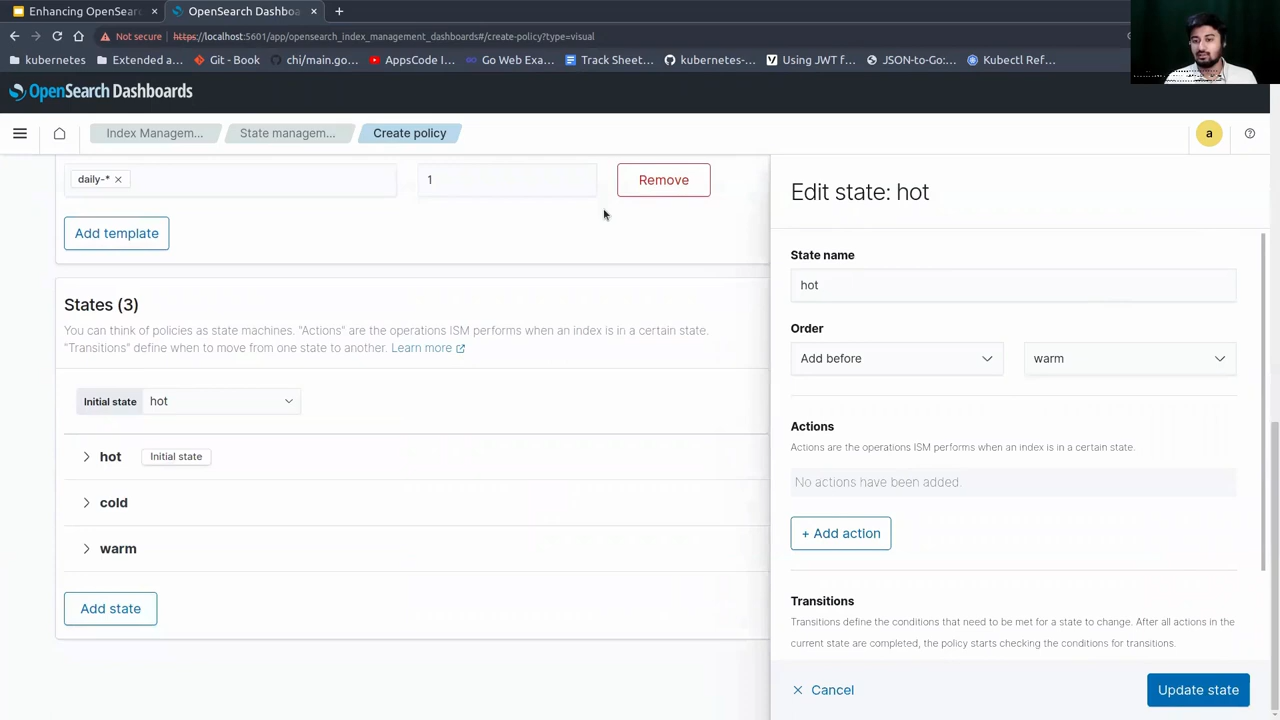 Enhancing OpenSearch
OpenSearch Dashboa
Not secure
https://localhost:5601/app/opensearch_index_management_dashboards#/create-policy?type=visual
kubernetes
Extended a...
Git - Book
chi/main.go...
AppsCode I...
Go Web Exa...
Track Sheet...
kubernetes-...
Using JWT f...
JSON-to-Go:...
Kubectl Ref...
OpenSearch Dashboards
Index Managem...
State managem...
Create policy
a
daily-*
1
Remove
Add template
States (3)
You can think of policies as state machines. "Actions" are the operations ISM performs when an index is in a certain state.
"Transitions" define when to move from one state to another. Learn more
Initial state hot
hot Initial state
cold
warm
Add state
Edit state: hot
State name
hot
Order
Add before
warm
Actions
Actions are the operations ISM performs when an index is in a certain state.
No actions have been added.
+ Add action
Transitions
Transitions define the conditions that need to be met for a state to change. After all actions in the
current state are completed, the policy starts checking the conditions for transitions.
Cancel
Update state